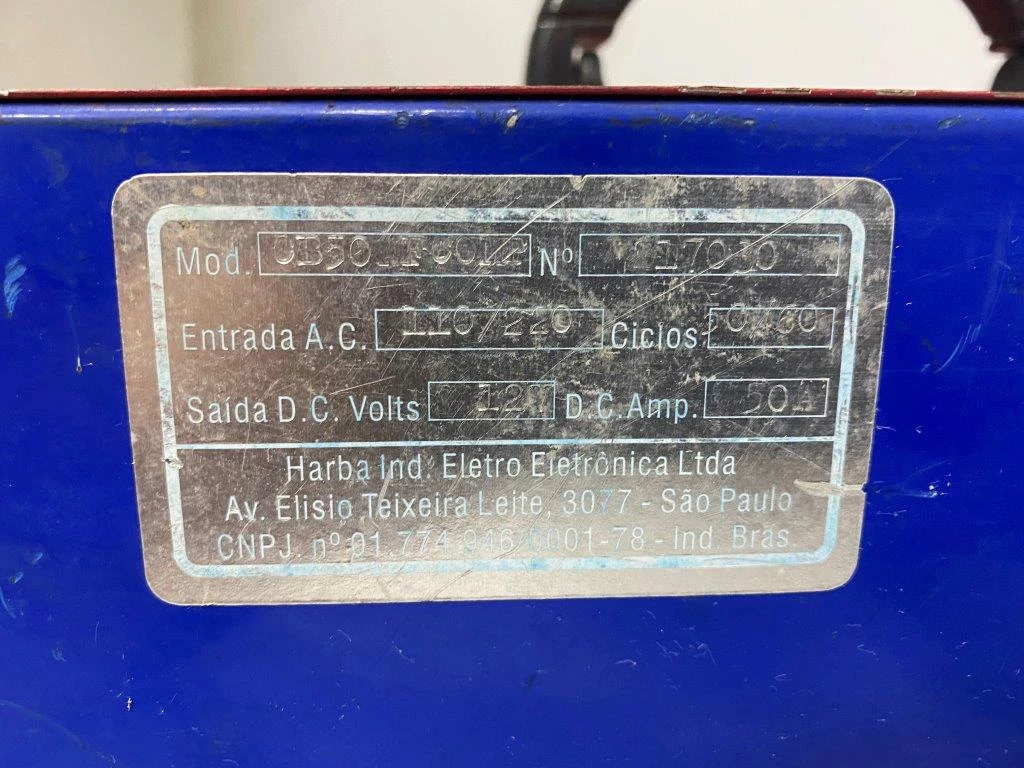 Mod. Nº
Entrada A.C. 110/220 Ciclos
Saída D.C. Volts 12 D.C. Amp. 50A
Harba Ind. Eletro Eletrônica Ltda
Av. Elisio Teixeira Leite, 3077 - São Paulo
CNPJ. nº 01.774.946/0001-78 - Ind. Bras.